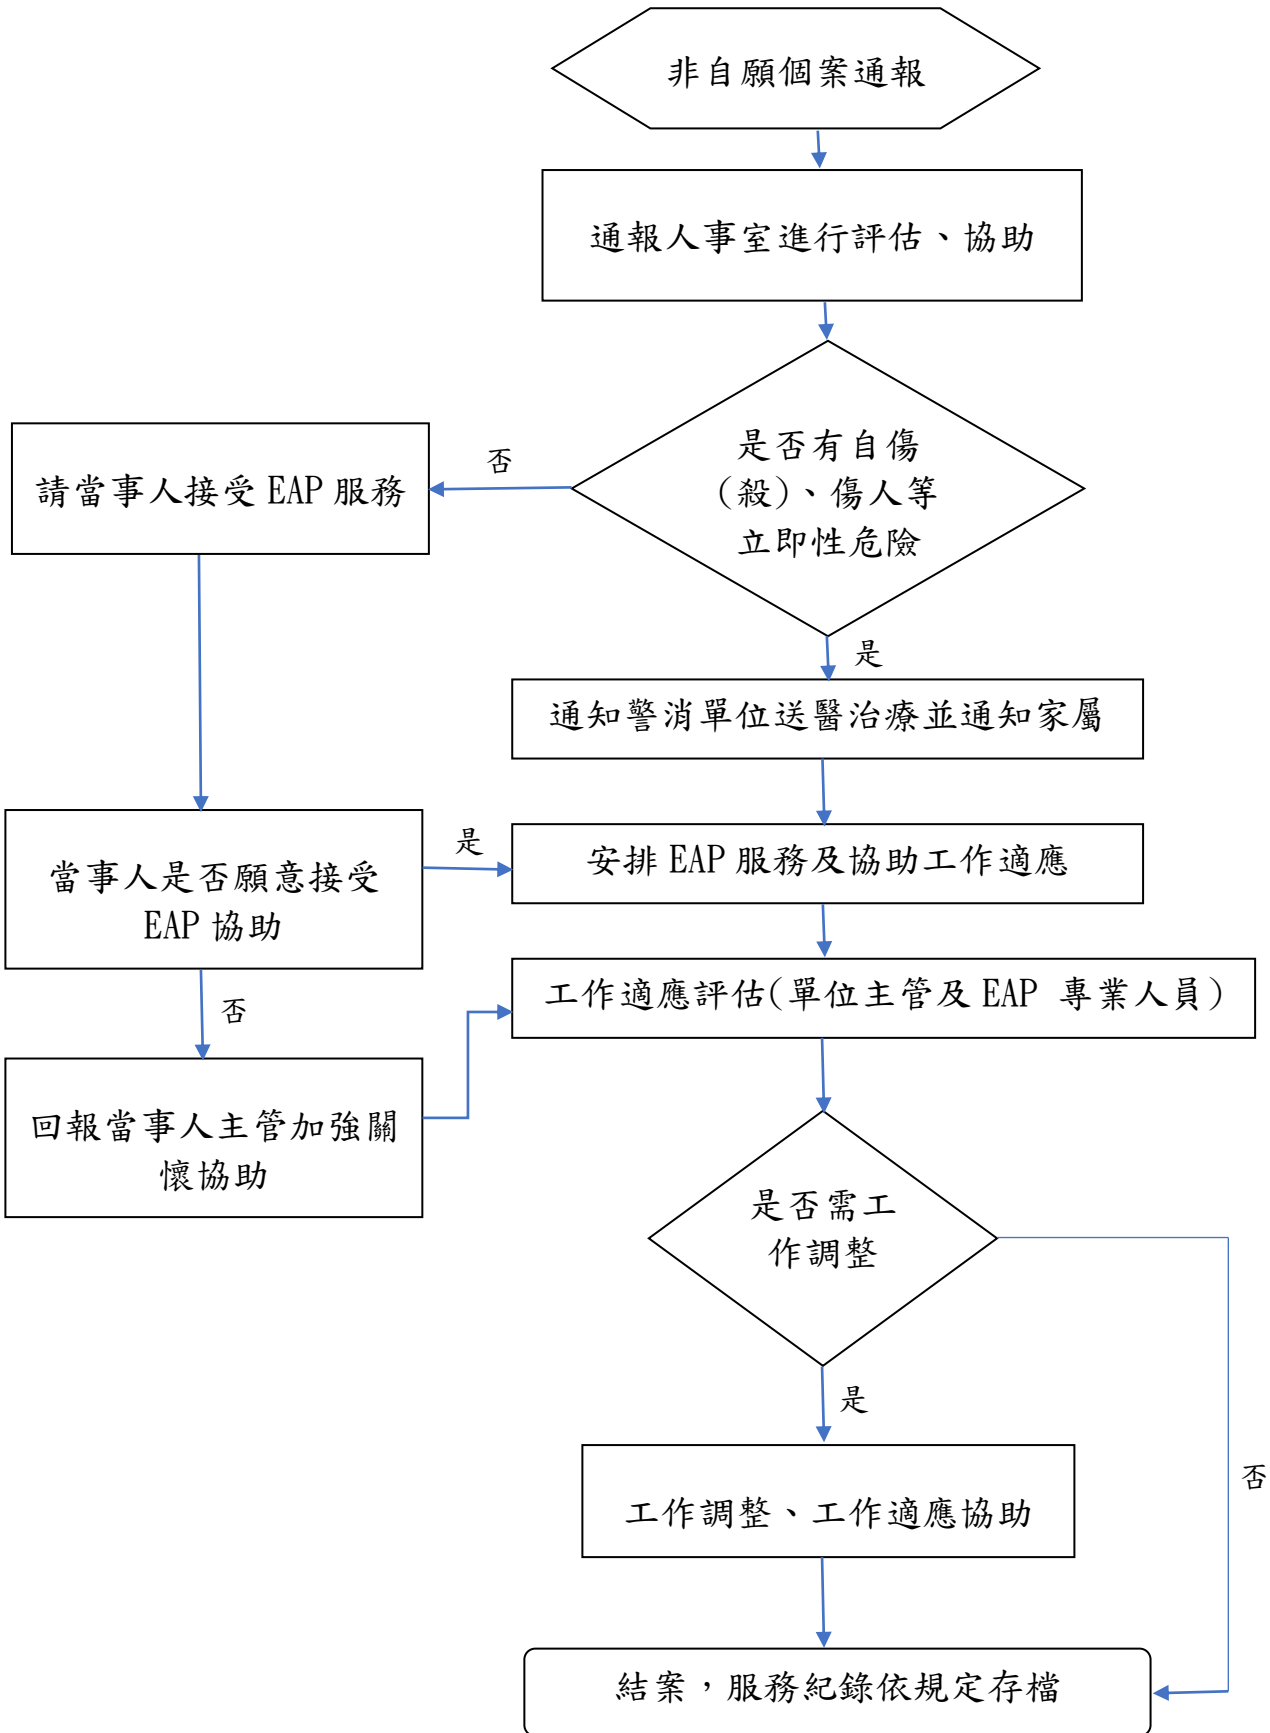 非自願個案通報
通報人事室進行評估、協助
是否有自傷
(殺)、傷人等
立即性危險
否
請當事人接受 EAP 服務
是
通知警消單位送醫治療並通知家屬
當事人是否願意接受
EAP 協助
是
安排 EAP 服務及協助工作適應
否
工作適應評估(單位主管及 EAP 專業人員)
回報當事人主管加強關
懷協助
是否需工
作調整
是
否
工作調整、工作適應協助
結案，服務紀錄依規定存檔